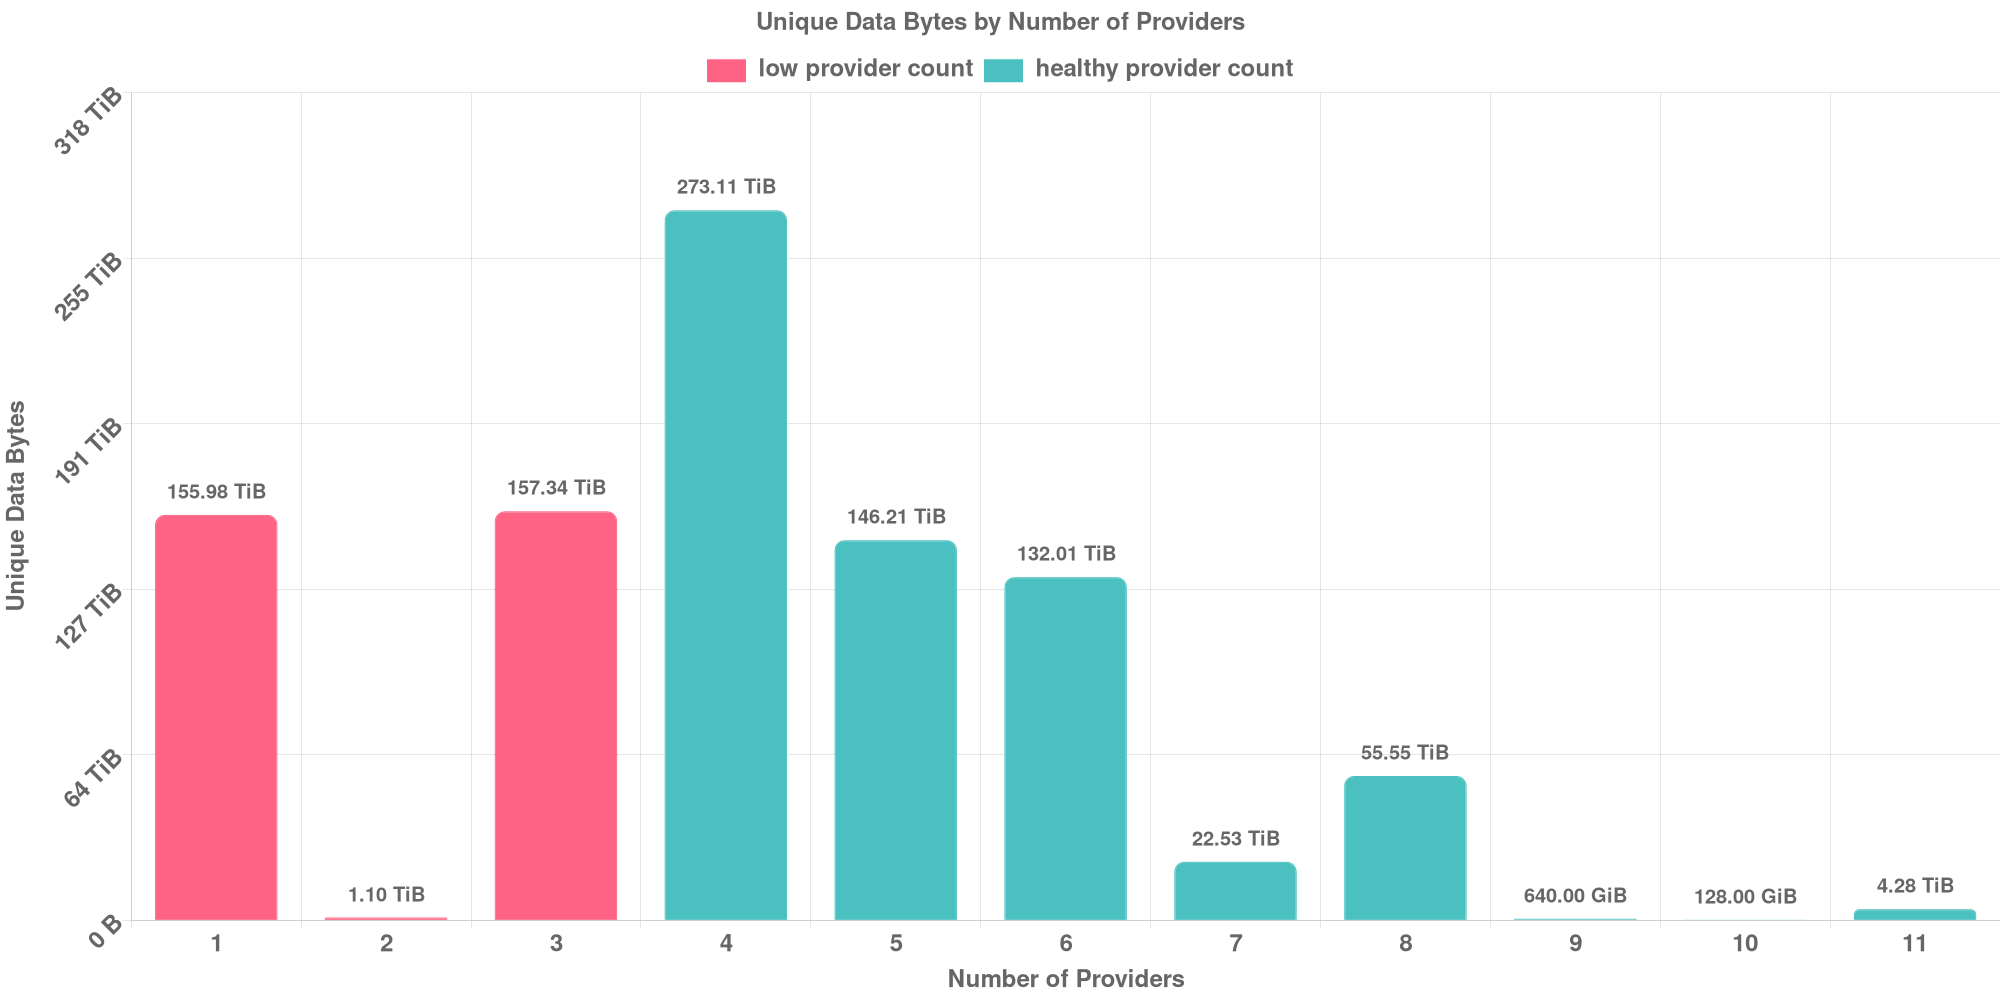 Unique Data Bytes by Number of Providers
low provider count healthy provider count
318 TiB
255 TiB
191 TiB
127 TiB
64 TiB
0 B
Unique Data Bytes
155.98 TiB
1.10 TiB
157.34 TiB
273.11 TiB
146.21 TiB
132.01 TiB
22.53 TiB
55.55 TiB
640.00 GiB
128.00 GiB
4.28 TiB
1 2 3 4 5 6 7 8 9 10 11
Number of Providers